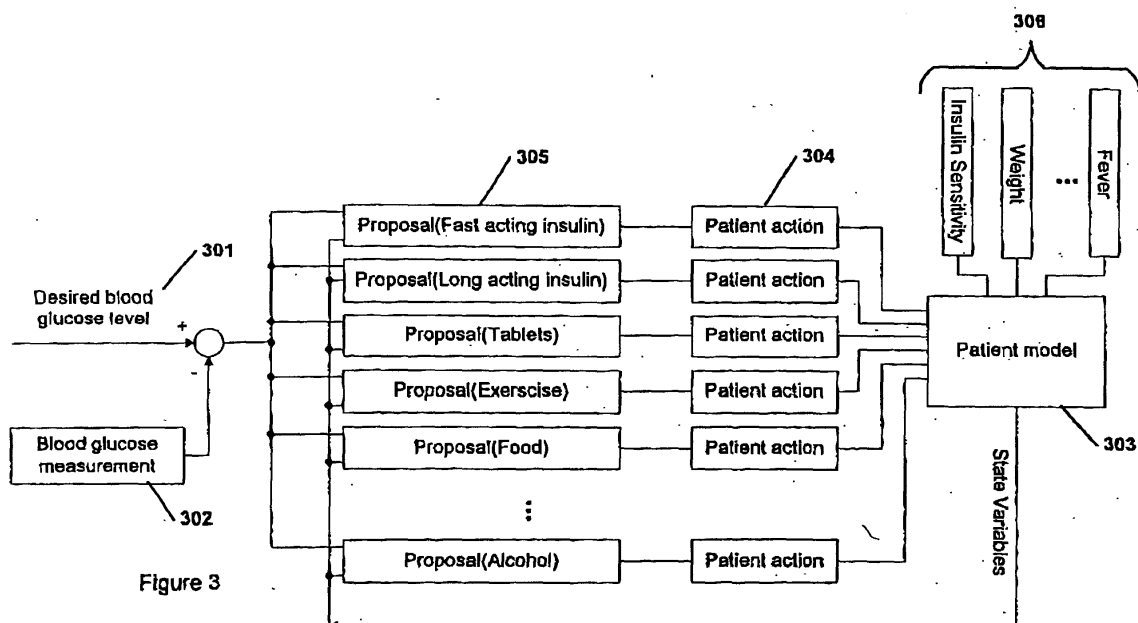 306
Insulin Sensitivity
Weight
...
Fever
305
304
301
Desired blood
glucose level
+
-
Blood glucose
measurement
302
Proposal(Fast acting insulin)
Patient action
Proposal(Long acting insulin)
Patient action
Proposal(Tablets)
Patient action
Proposal(Exerscise)
Patient action
Proposal(Food)
Patient action
...
Proposal(Alcohol)
Patient action
Patient model
303
State Variables
Figure 3